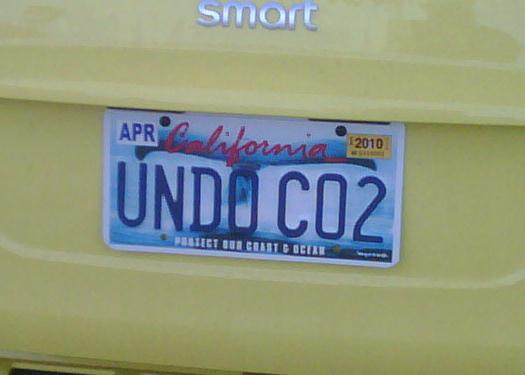 smart
APR California 2010
UNDO CO2
PROTECT OUR COAST & OCEAN